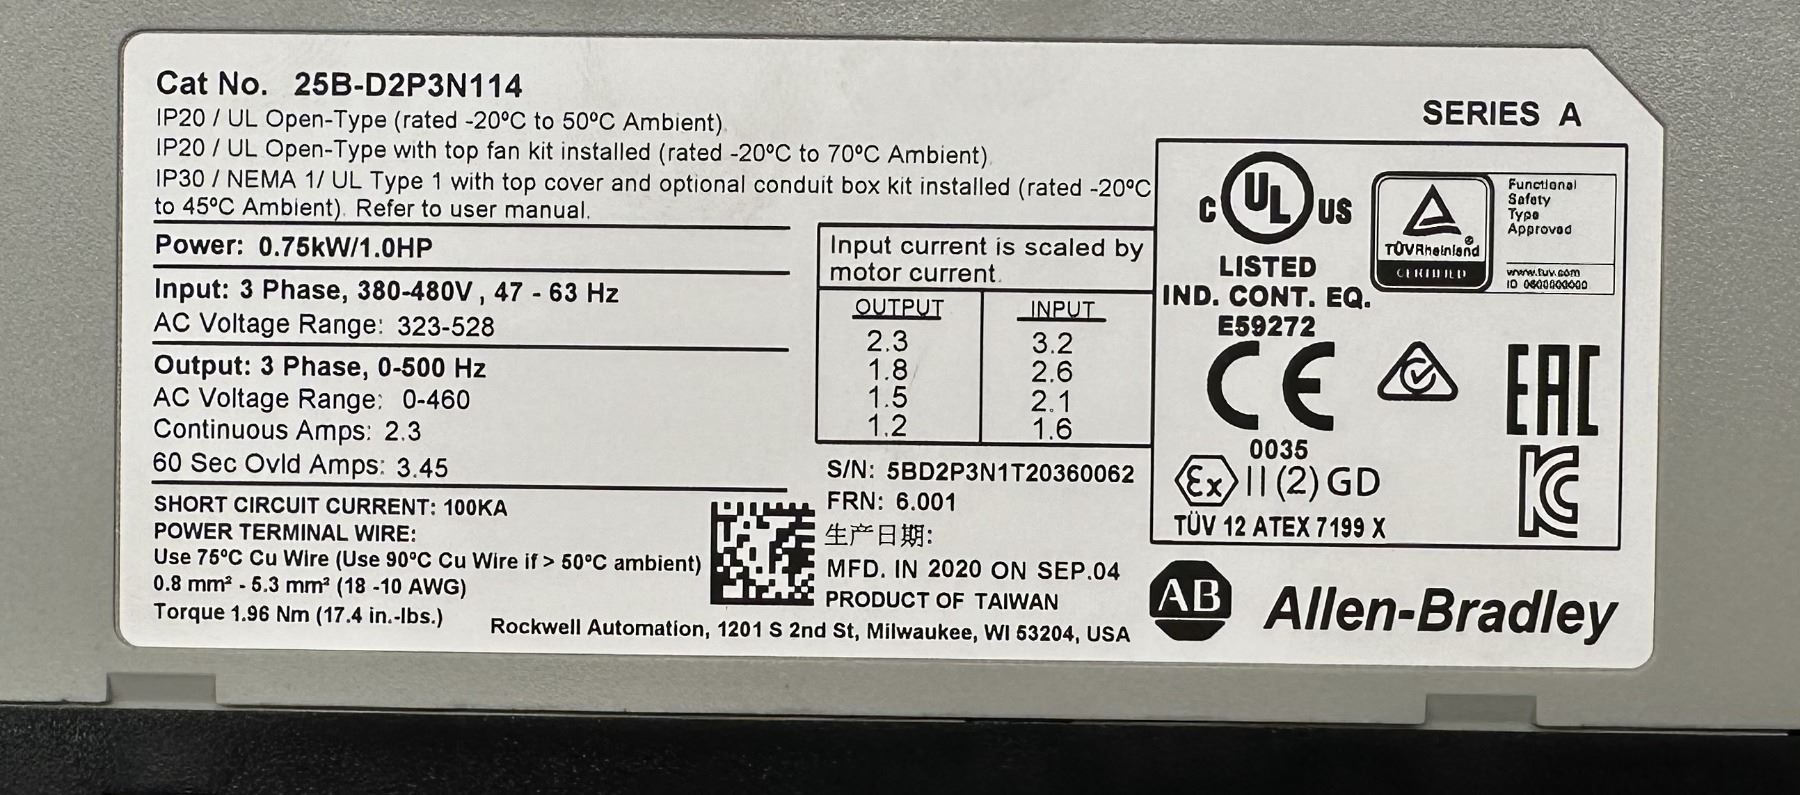 Cat No. 25B-D2P3N114
SERIES A
IP20 / UL Open-Type (rated -20ºC to 50ºC Ambient).
IP20 / UL Open-Type with top fan kit installed (rated -20ºC to 70ºC Ambient).
IP30 / NEMA 1/ UL Type 1 with top cover and optional conduit box kit installed (rated -20ºC
to 45ºC Ambient). Refer to user manual.
Power: 0.75kW/1.0HP
Input: 3 Phase, 380-480V , 47 - 63 Hz
AC Voltage Range: 323-528
Output: 3 Phase, 0-500 Hz
AC Voltage Range: 0-460
Continuous Amps: 2.3
60 Sec Ovld Amps: 3.45
SHORT CIRCUIT CURRENT: 100KA
POWER TERMINAL WIRE:
Use 75ºC Cu Wire (Use 90ºC Cu Wire if > 50ºC ambient)
0.8 mm² - 5.3 mm² (18 -10 AWG)
Torque 1.96 Nm (17.4 in.-lbs.)
Input current is scaled by
motor current.
OUTPUT INPUT
2.3 3.2
1.8 2.6
1.5 2.1
1.2 1.6
S/N: 5BD2P3N1T20360062
FRN: 6.001
生产日期:
MFD. IN 2020 ON SEP.04
PRODUCT OF TAIWAN
Rockwell Automation, 1201 S 2nd St, Milwaukee, WI 53204, USA
C UL US
LISTED
IND. CONT. EQ.
E59272
TÜVRheinland
CERTIFIED
Functional
Safety
Type
Approved
www.tuv.com
ID
CE
0035
EAC
Ex II (2) GD
TÜV 12 ATEX 7199 X
AB Allen-Bradley